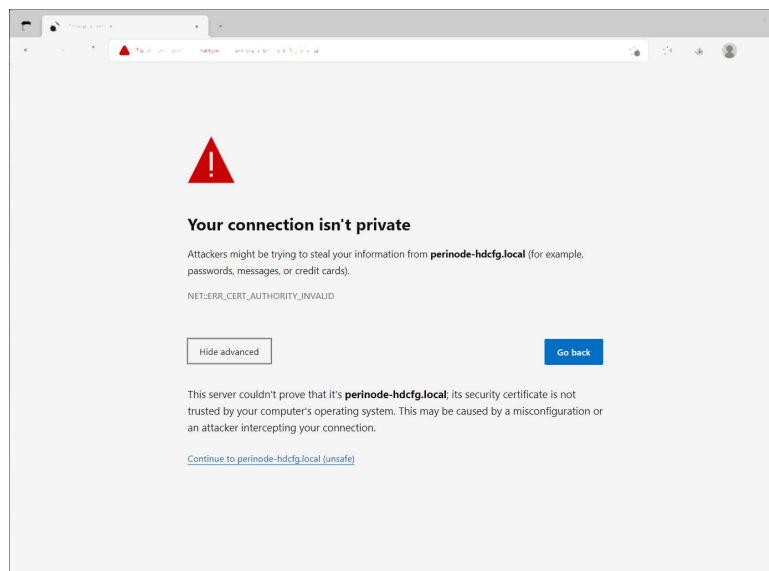 Your connection isn't private
Attackers might be trying to steal your information from perinode-hdcfg.local (for example,
passwords, messages, or credit cards).
NET::ERR_CERT_AUTHORITY_INVALID
Hide advanced
Go back
This server couldn't prove that it's perinode-hdcfg.local; its security certificate is not
trusted by your computer's operating system. This may be caused by a misconfiguration or
an attacker intercepting your connection.
Continue to perinode-hdcfg.local (unsafe)